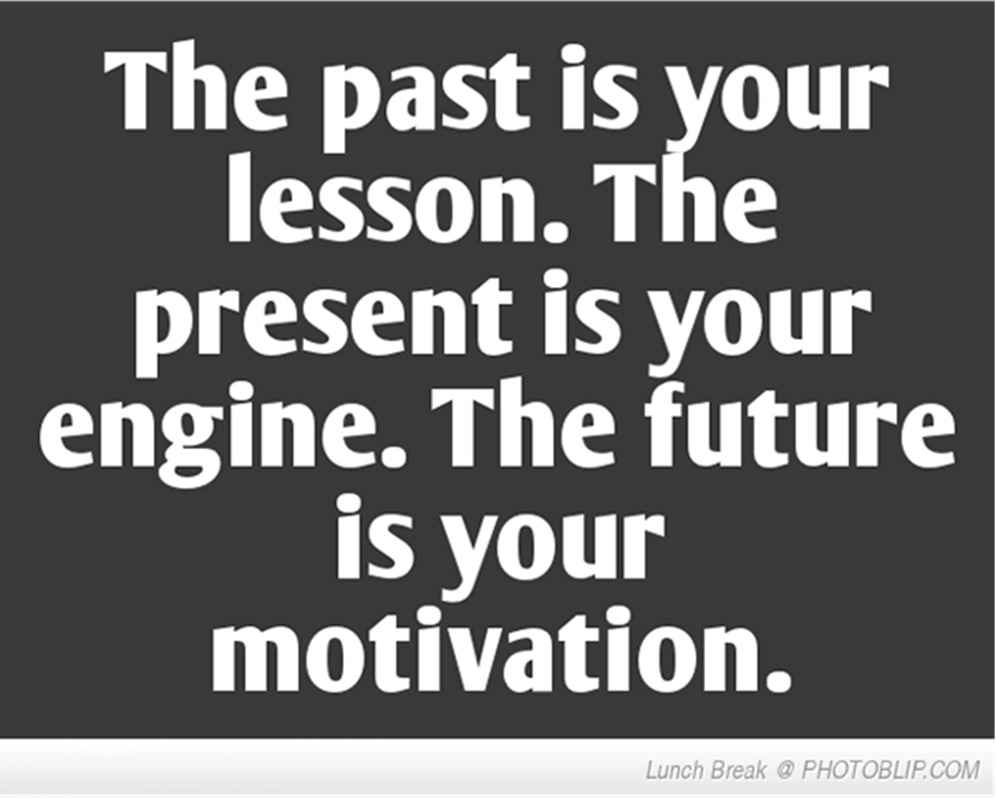 The past is your
lesson. The
present is your
engine. The future
is your
motivation.
Lunch Break @ PHOTOBLIP.COM